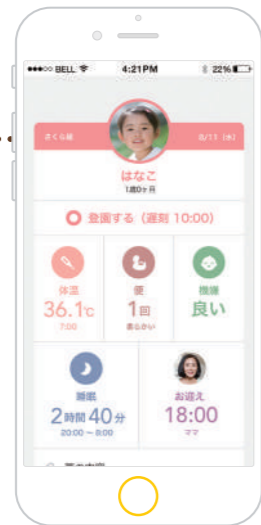 BELL 4:21 PM 22%
さくら組 8/11 (水)
はなこ
1歳0ヶ月
登園する (遅刻 10:00)
体温 便 機嫌
36.1℃ 1回 良い
7:00 柔らかい
睡眠 お迎え
2時間40分 18:00
20:00 ~ 8:00 ママ